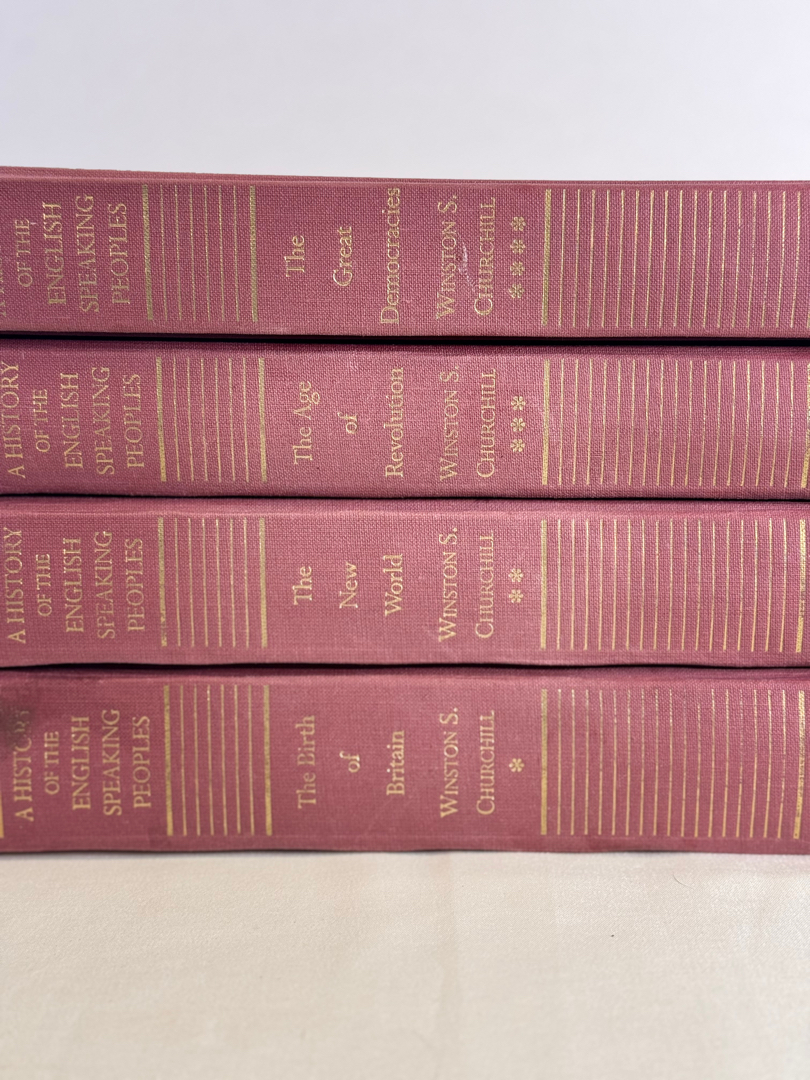 OF THE
ENGLISH
SPEAKING
PEOPLES
The
Great
Democracies
WINSTON S.
CHURCHILL
****
A HISTORY
OF THE
ENGLISH
SPEAKING
PEOPLES
The Age
of
Revolution
WINSTON S.
CHURCHILL
***
A HISTORY
OF THE
ENGLISH
SPEAKING
PEOPLES
The
New
World
WINSTON S.
CHURCHILL
**
A HISTORY
OF THE
ENGLISH
SPEAKING
PEOPLES
The Birth
of
Britain
WINSTON S.
CHURCHILL
*